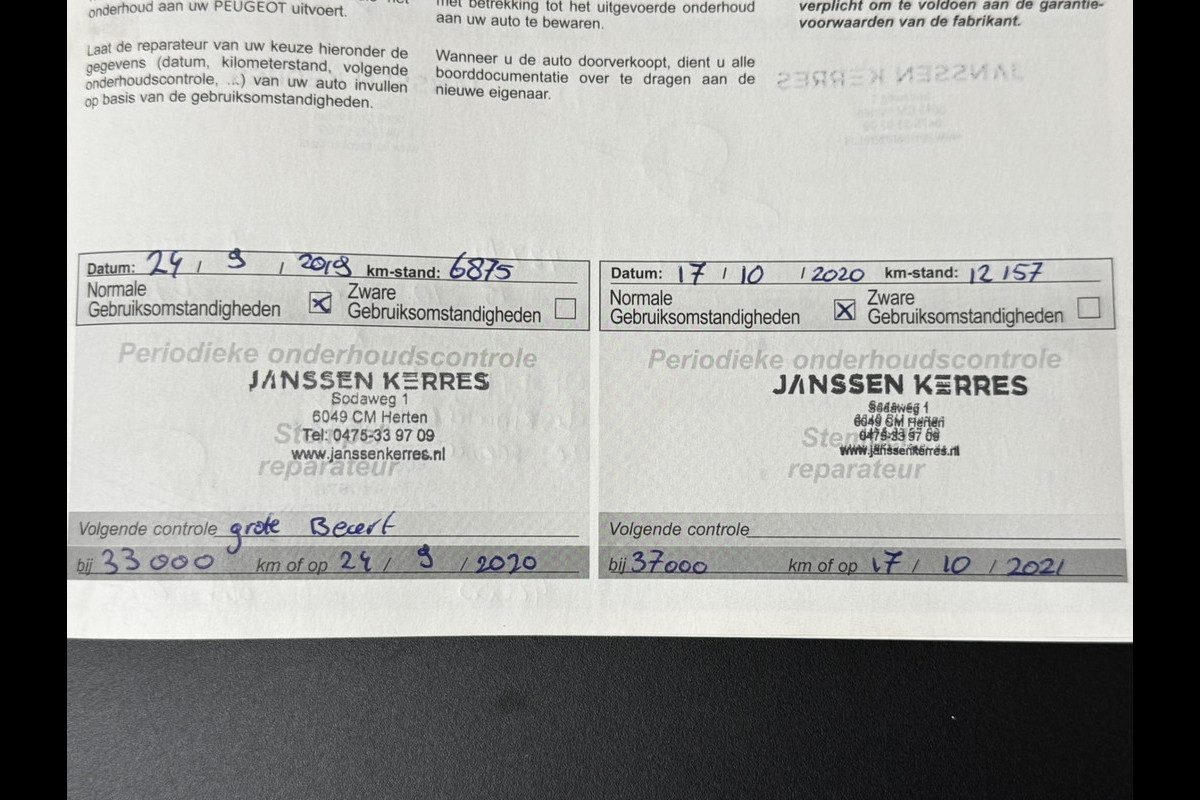 onderhoud aan uw PEUGEOT uitvoert.
Laat de reparateur van uw keuze hieronder de
gegevens (datum, kilometerstand, volgende
onderhoudscontrole, ...) van uw auto invullen
op basis van de gebruiksomstandigheden.
met betrekking tot het uitgevoerde onderhoud
aan uw auto te bewaren.
Wanneer u de auto doorverkoopt, dient u alle
boorddocumentatie over te dragen aan de
nieuwe eigenaar.
verplicht om te voldoen aan de garantie-
voorwaarden van de fabrikant.
JANSSEN KERRES
Datum: 24 / 9 / 2019 km-stand: 6875
Normale
Gebruiksomstandigheden
Zware
Gebruiksomstandigheden
Periodieke onderhoudscontrole
JANSSEN KERRES
Sodaweg 1
6049 CM Herten
Stempel
Tel: 0475-33 97 09
www.janssenkerres.nl
reparateur
Volgende controle grote Beurt
bij 33000 km of op 24 / 9 / 2020
Datum: 17 / 10 / 2020 km-stand: 12157
Normale
Gebruiksomstandigheden
Zware
Gebruiksomstandigheden
Periodieke onderhoudscontrole
JANSSEN KERRES
Sodaweg 1
6049 CM Herten
Stempel
0475-33 97 09
www.janssenkerres.nl
reparateur
Volgende controle
bij 37000 km of op 17 / 10 / 2021